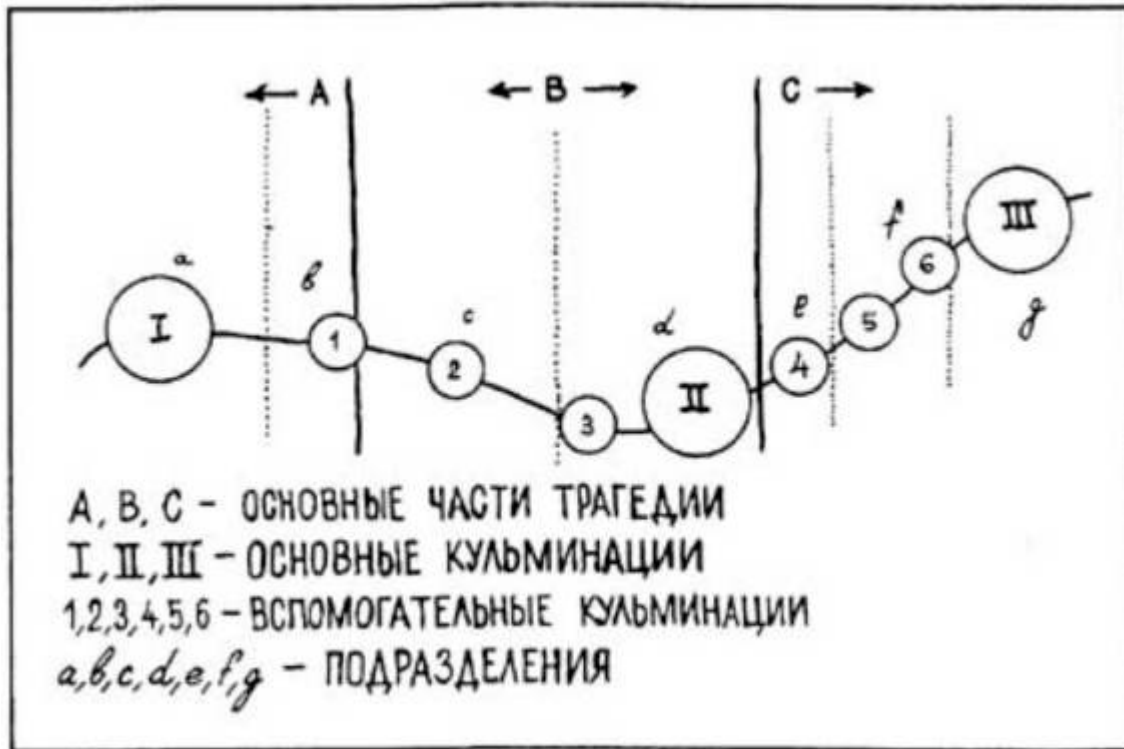 ← A
← B →
C →
a
I
b
1
c
2
3
d
II
e
4
5
f
6
III
g
A, B, C – ОСНОВНЫЕ ЧАСТИ ТРАГЕДИИ
I, II, III – ОСНОВНЫЕ КУЛЬМИНАЦИИ
1,2,3,4,5,6 – ВСПОМОГАТЕЛЬНЫЕ КУЛЬМИНАЦИИ
a,b,c,d,e,f,g – ПОДРАЗДЕЛЕНИЯ